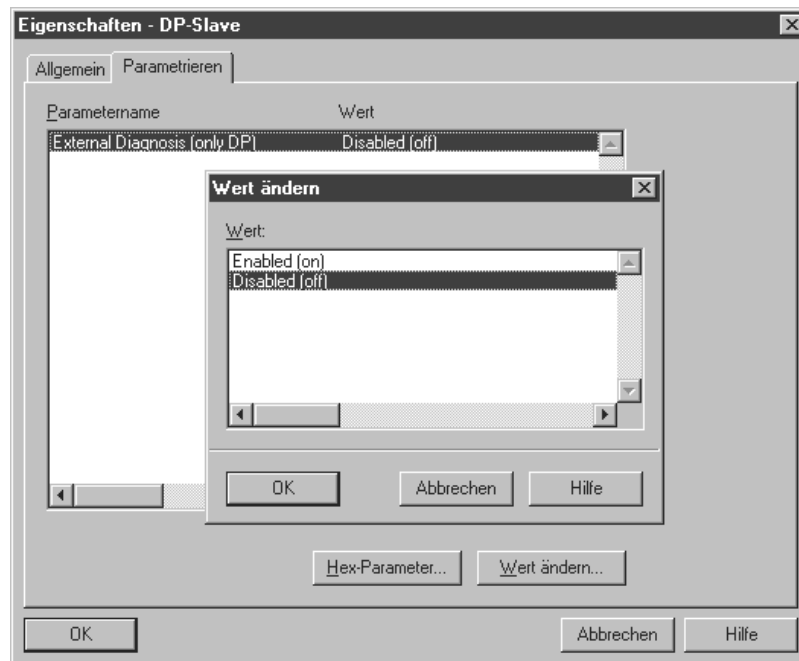 Eigenschaften - DP-Slave
Allgemein Parametrieren
Parametername Wert
External Diagnosis (only DP) Disabled (off)
Wert ändern
Wert:
Enabled (on)
Disabled (off)
OK Abbrechen Hilfe
Hex-Parameter... Wert ändern...
OK Abbrechen Hilfe